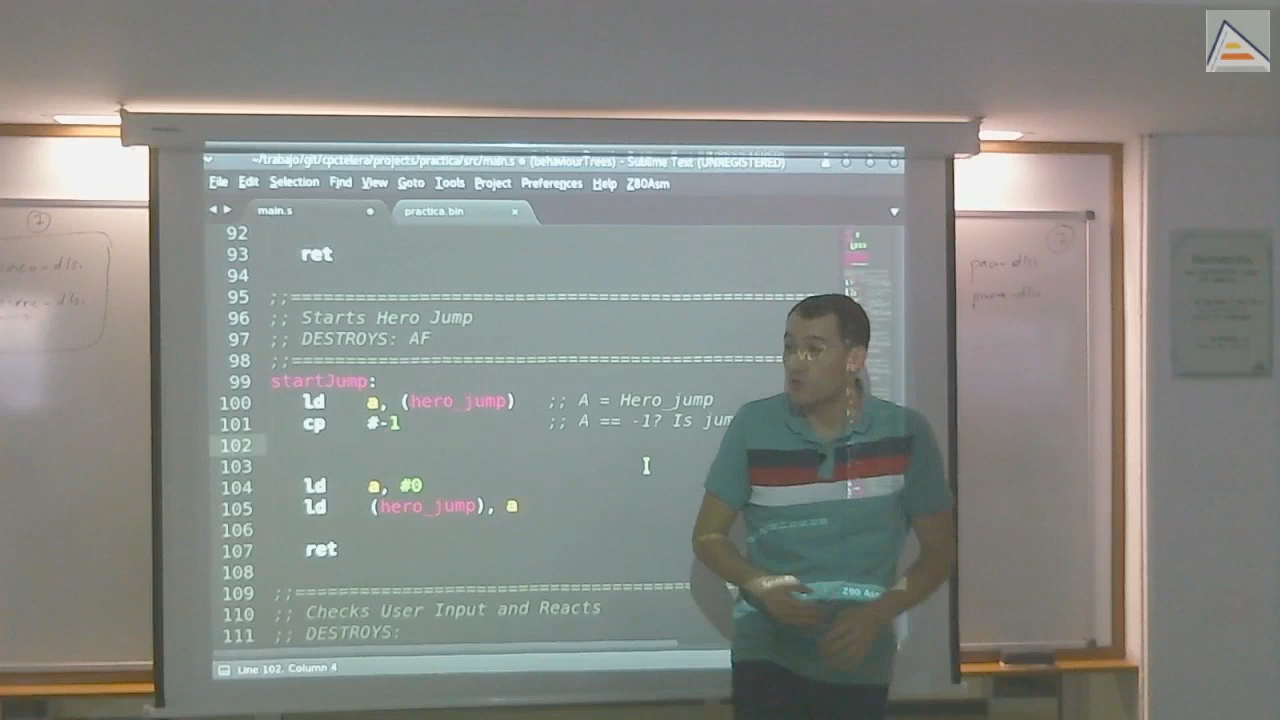 ~/trabajo/git/cpctelera/projects/practica/src/main.s • (behaviourTrees) - Sublime Text (UNREGISTERED)
File Edit Selection Find View Goto Tools Project Preferences Help Z80Asm
main.s practica.bin
92
93 ret
94
95 ;;====================================================
96 ;; Starts Hero Jump
97 ;; DESTROYS: AF
98 ;;====================================================
99 startJump:
100 ld a, (hero_jump) ;; A = Hero_jump
101 cp #-1 ;; A == -1? Is jum
102
103
104 ld a, #0
105 ld (hero_jump), a
106
107 ret
108
109 ;;====================================================
110 ;; Checks User Input and Reacts
111 ;; DESTROYS:
Line 102, Column 4
Z80 As